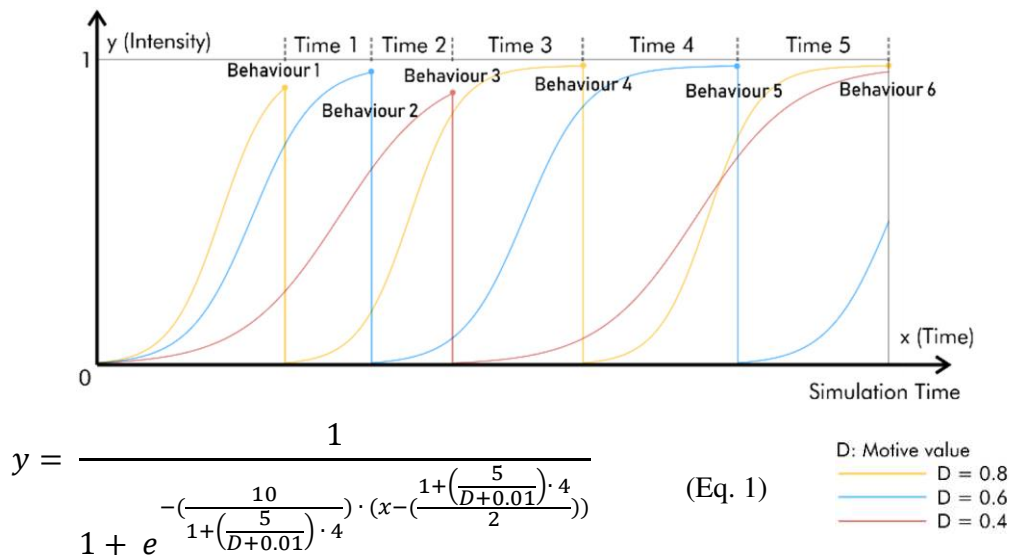 y (Intensity)
Time 1 Time 2 Time 3 Time 4 Time 5
1
Behaviour 1
Behaviour 2
Behaviour 3
Behaviour 4
Behaviour 5
Behaviour 6
x (Time)
0
Simulation Time
y = 1 / (1 + e^(-(10/(1+(5/(D+0.01))·4))·(x-((1+(5/(D+0.01))·4)/2))))
(Eq. 1)
D: Motive value
D = 0.8
D = 0.6
D = 0.4